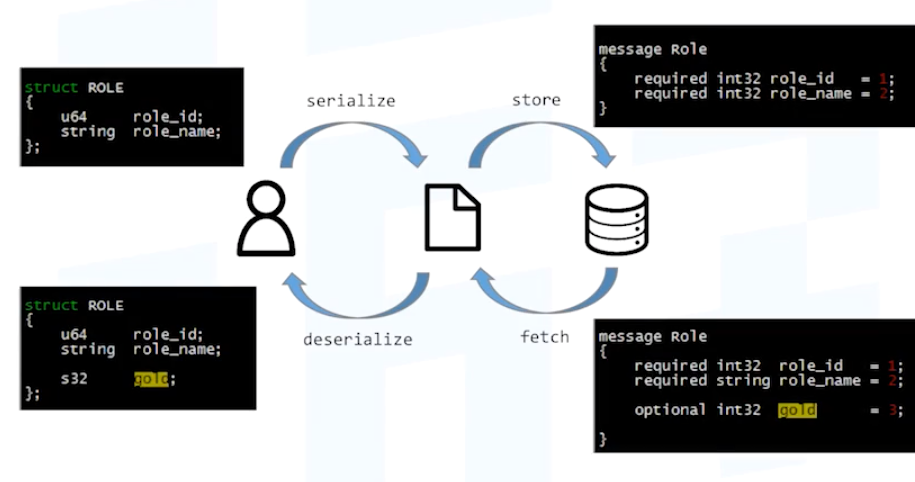 struct ROLE
{
u64 role_id;
string role_name;
};
serialize
store
message Role
{
required int32 role_id = 1;
required int32 role_name = 2;
}
struct ROLE
{
u64 role_id;
string role_name;
s32 gold;
};
deserialize
fetch
message Role
{
required int32 role_id = 1;
required string role_name = 2;
optional int32 gold = 3;
}